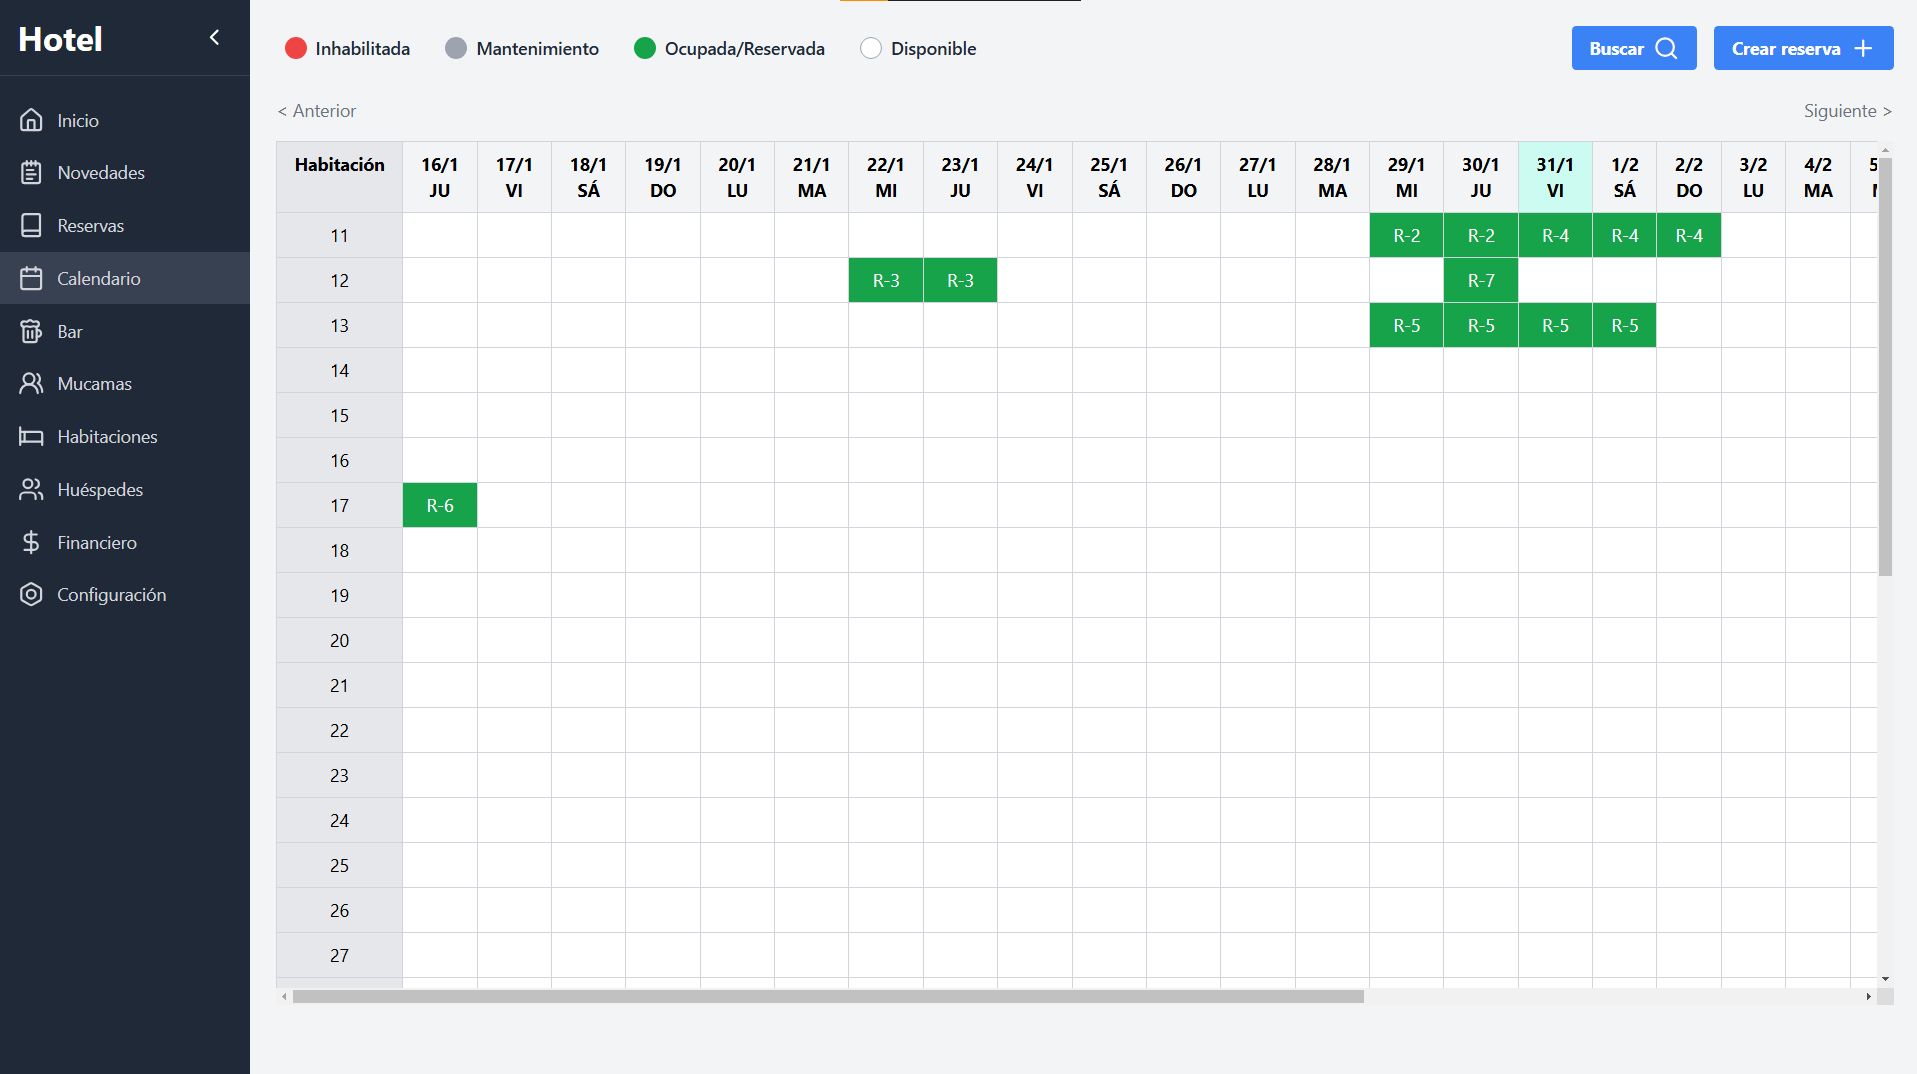 Hotel
Inicio
Novedades
Reservas
Calendario
Bar
Mucamas
Habitaciones
Huéspedes
Financiero
Configuración
Inhabilitada Mantenimiento Ocupada/Reservada Disponible
Buscar Crear reserva
< Anterior Siguiente >
Habitación 16/1 17/1 18/1 19/1 20/1 21/1 22/1 23/1 24/1 25/1 26/1 27/1 28/1 29/1 30/1 31/1 1/2 2/2 3/2 4/2 5
JU VI SÁ DO LU MA MI JU VI SÁ DO LU MA MI JU VI SÁ DO LU MA
11 R-2 R-2 R-4 R-4 R-4
12 R-3 R-3 R-7
13 R-5 R-5 R-5 R-5
14
15
16
17 R-6
18
19
20
21
22
23
24
25
26
27